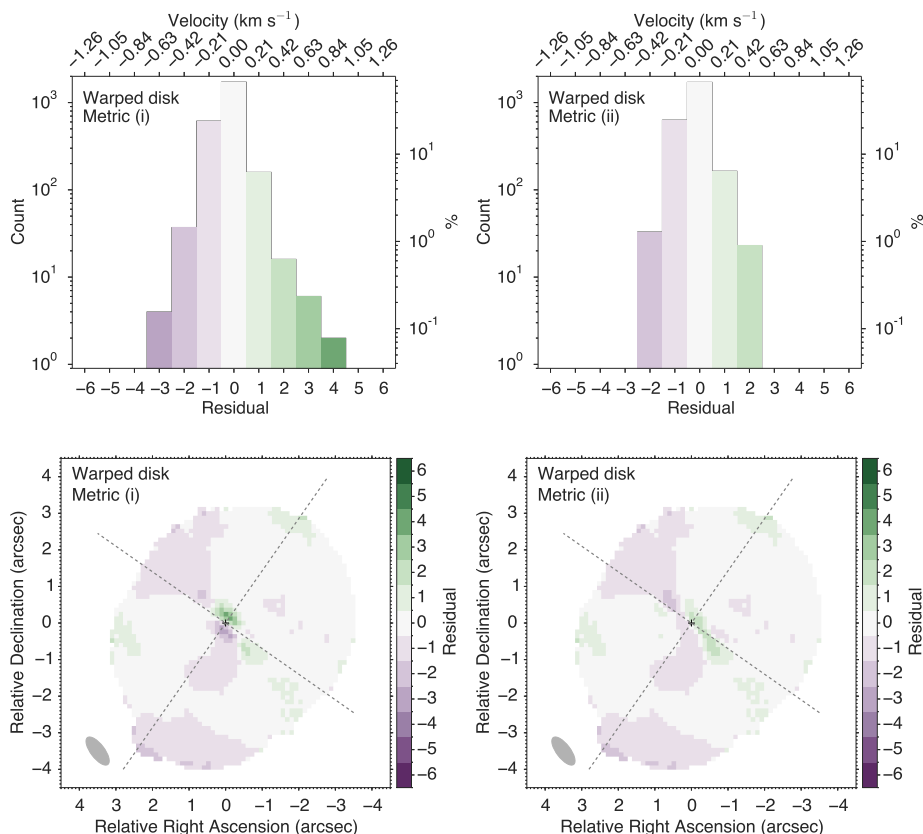 Velocity (km s⁻¹)
−1.26 −1.05 −0.84 −0.63 −0.42 −0.21 0.00 0.21 0.42 0.63 0.84 1.05 1.26
Warped disk
Metric (i)
10³
10²
10¹
10⁰
Count
10¹
10⁰
10⁻¹
%
−6 −5 −4 −3 −2 −1 0 1 2 3 4 5 6
Residual
Velocity (km s⁻¹)
−1.26 −1.05 −0.84 −0.63 −0.42 −0.21 0.00 0.21 0.42 0.63 0.84 1.05 1.26
Warped disk
Metric (ii)
10³
10²
10¹
10⁰
Count
10¹
10⁰
10⁻¹
%
−6 −5 −4 −3 −2 −1 0 1 2 3 4 5 6
Residual
Warped disk
Metric (i)
4
3
2
1
0
−1
−2
−3
−4
Relative Declination (arcsec)
4 3 2 1 0 −1 −2 −3 −4
Relative Right Ascension (arcsec)
6
5
4
3
2
1
0
−1
−2
−3
−4
−5
−6
Residual
Warped disk
Metric (ii)
4
3
2
1
0
−1
−2
−3
−4
Relative Declination (arcsec)
4 3 2 1 0 −1 −2 −3 −4
Relative Right Ascension (arcsec)
6
5
4
3
2
1
0
−1
−2
−3
−4
−5
−6
Residual